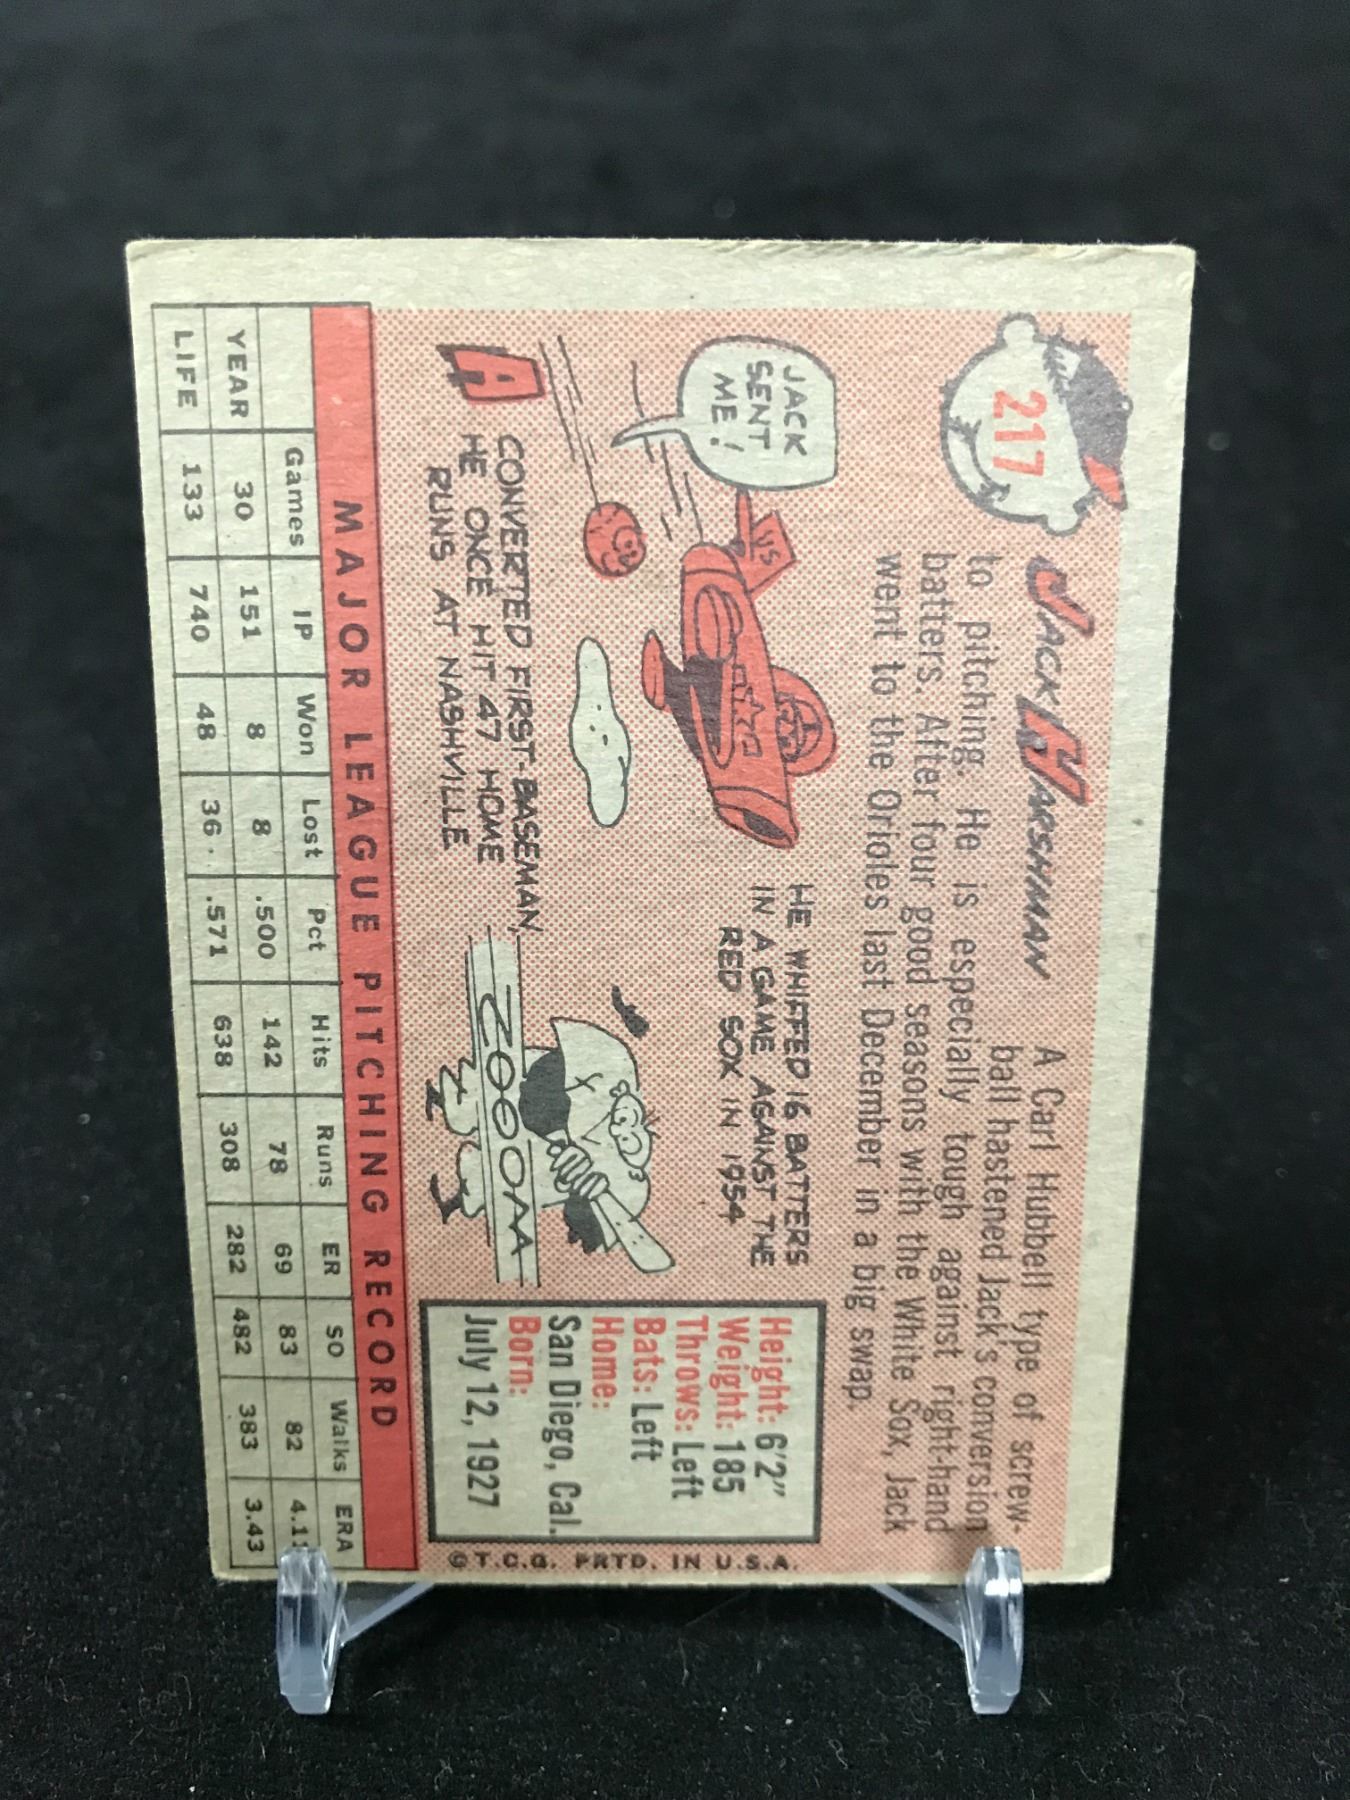 217
JACK HARSHMAN
A Carl Hubbell type of screw-
ball hastened Jack's conversion
to pitching. He is especially tough against right-hand
batters. After four good seasons with the White Sox, Jack
went to the Orioles last December in a big swap.
JACK
SENT
ME!
US
HE WHIFFED 16 BATTERS
IN A GAME AGAINST THE
RED SOX IN 1954
A
CONVERTED FIRST-BASEMAN,
HE ONCE HIT 47 HOME
RUNS AT NASHVILLE
Height: 6'2"
Weight: 185
Throws: Left
Bats: Left
Home:
San Diego, Cal.
Born:
July 12, 1927
© T.C.G. PRTD. IN U.S.A.
MAJOR LEAGUE PITCHING RECORD
Games IP Won Lost Pct Hits Runs ER SO Walks ERA
YEAR 30 151 8 8 .500 142 78 69 83 82 4.11
LIFE 133 740 48 36 .571 638 308 282 482 383 3.43